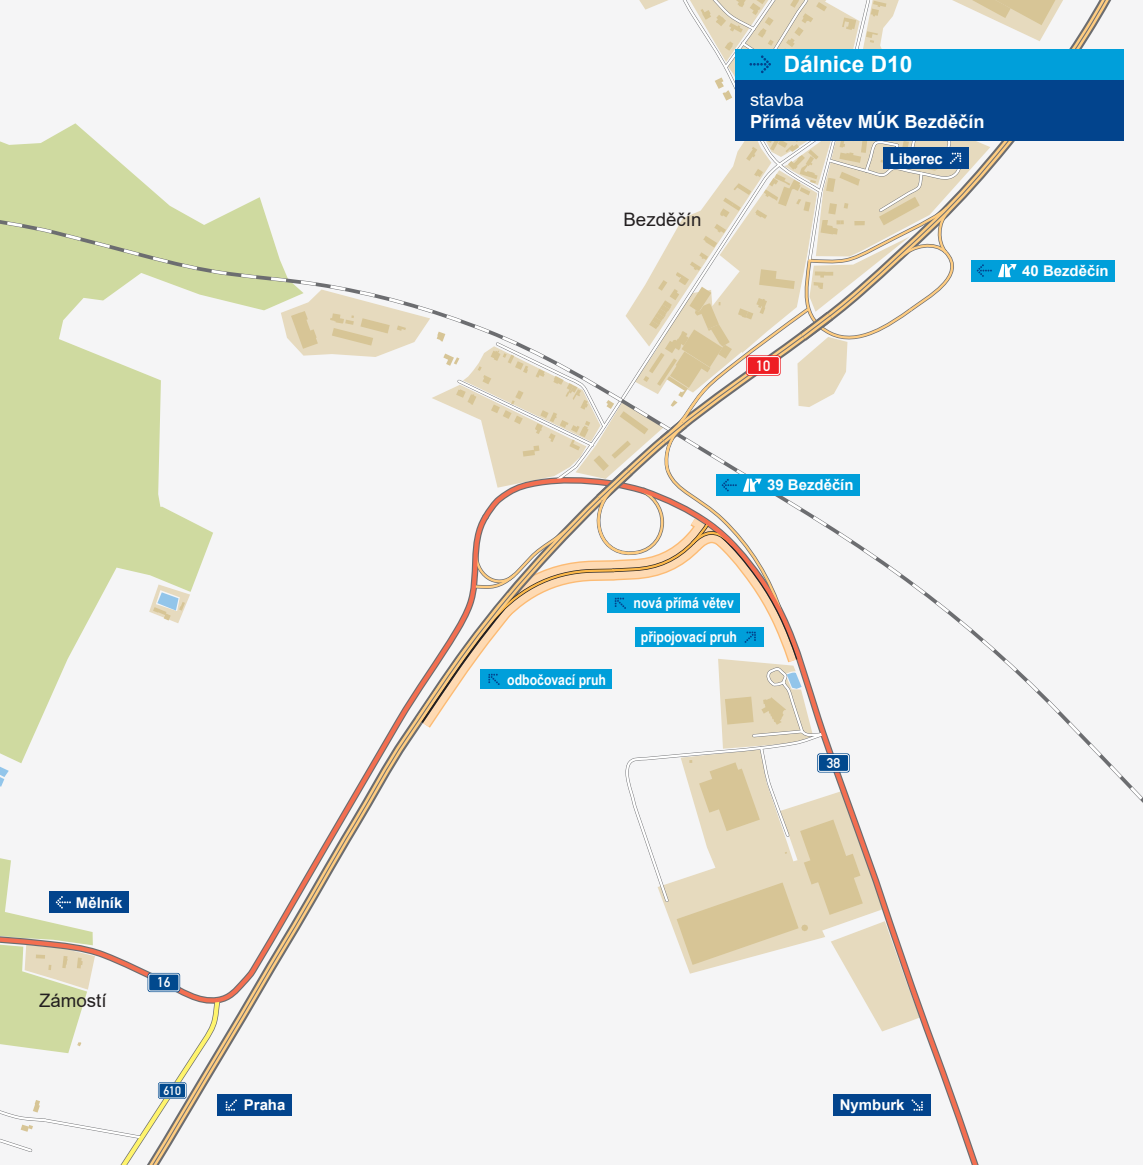 Dálnice D10
stavba
Přímá větev MÚK Bezděčín
Liberec
Bezděčín
40 Bezděčín
10
39 Bezděčín
nová přímá větev
připojovací pruh
odbočovací pruh
38
Mělník
16
Zámostí
610
Praha
Nymburk